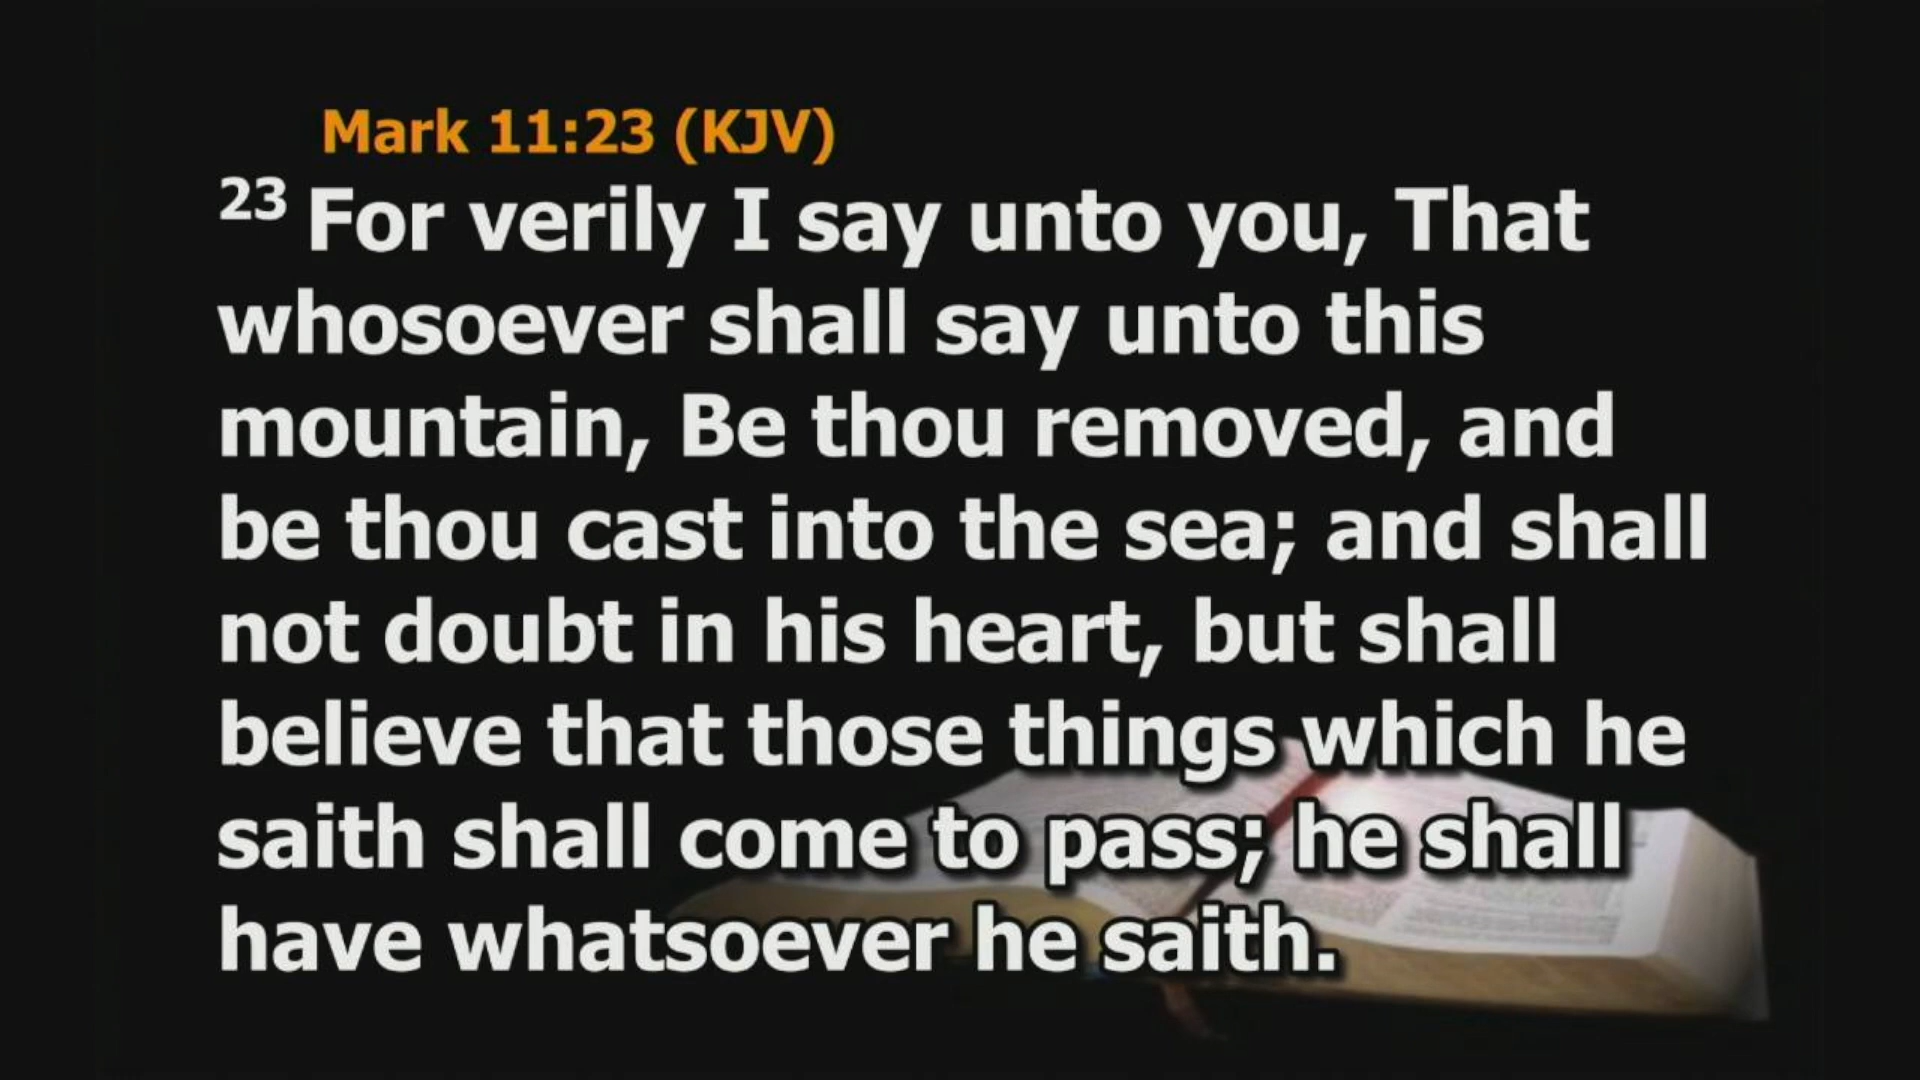 Mark 11:23 (KJV)
23 For verily I say unto you, That
whosoever shall say unto this
mountain, Be thou removed, and
be thou cast into the sea; and shall
not doubt in his heart, but shall
believe that those things which he
saith shall come to pass; he shall
have whatsoever he saith.